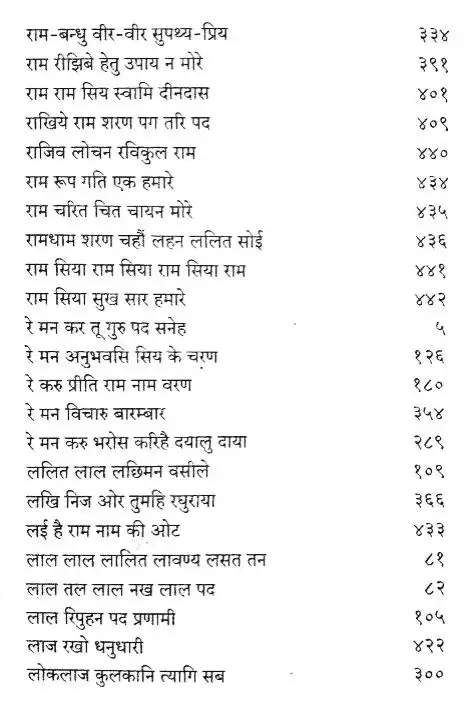 राम-बन्धु वीर-वीर सुपथ्य-प्रिय ३३४
राम रीझिबे हेतु उपाय न मोरे ३९१
राम राम सिय स्वामि दीनदास ४०१
राखिये राम शरण पग तरि पद ४०९
राजिव लोचन रविकुल राम ४४०
राम रूप गति एक हमारे ४३४
राम चरित चित चायन मोरे ४३५
रामधाम शरण चहौं लहन ललित सोई ४३६
राम सिया राम सिया राम सिया राम ४४१
राम सिया सुख सार हमारे ४४२
रे मन कर तू गुरु पद सनेह ५
रे मन अनुभवसि सिय के चरण १२६
रे करु प्रीति राम नाम वरण १८०
रे मन विचारु बारम्बार ३५४
रे मन करु भरोस करिहै दयालु दाया २८९
ललित लाल लछिमन वसीले १०९
लखि निज ओर तुमहि रघुराया ३६६
लई है राम नाम की ओट ४३३
लाल लाल लालित लावण्य लसत तन ८१
लाल तल लाल नख लाल पद ८२
लाल रिपुहन पद प्रणामी १०५
लाज रखो धनुधारी ४२२
लोकलाज कुलकानि त्यागि सब ३००